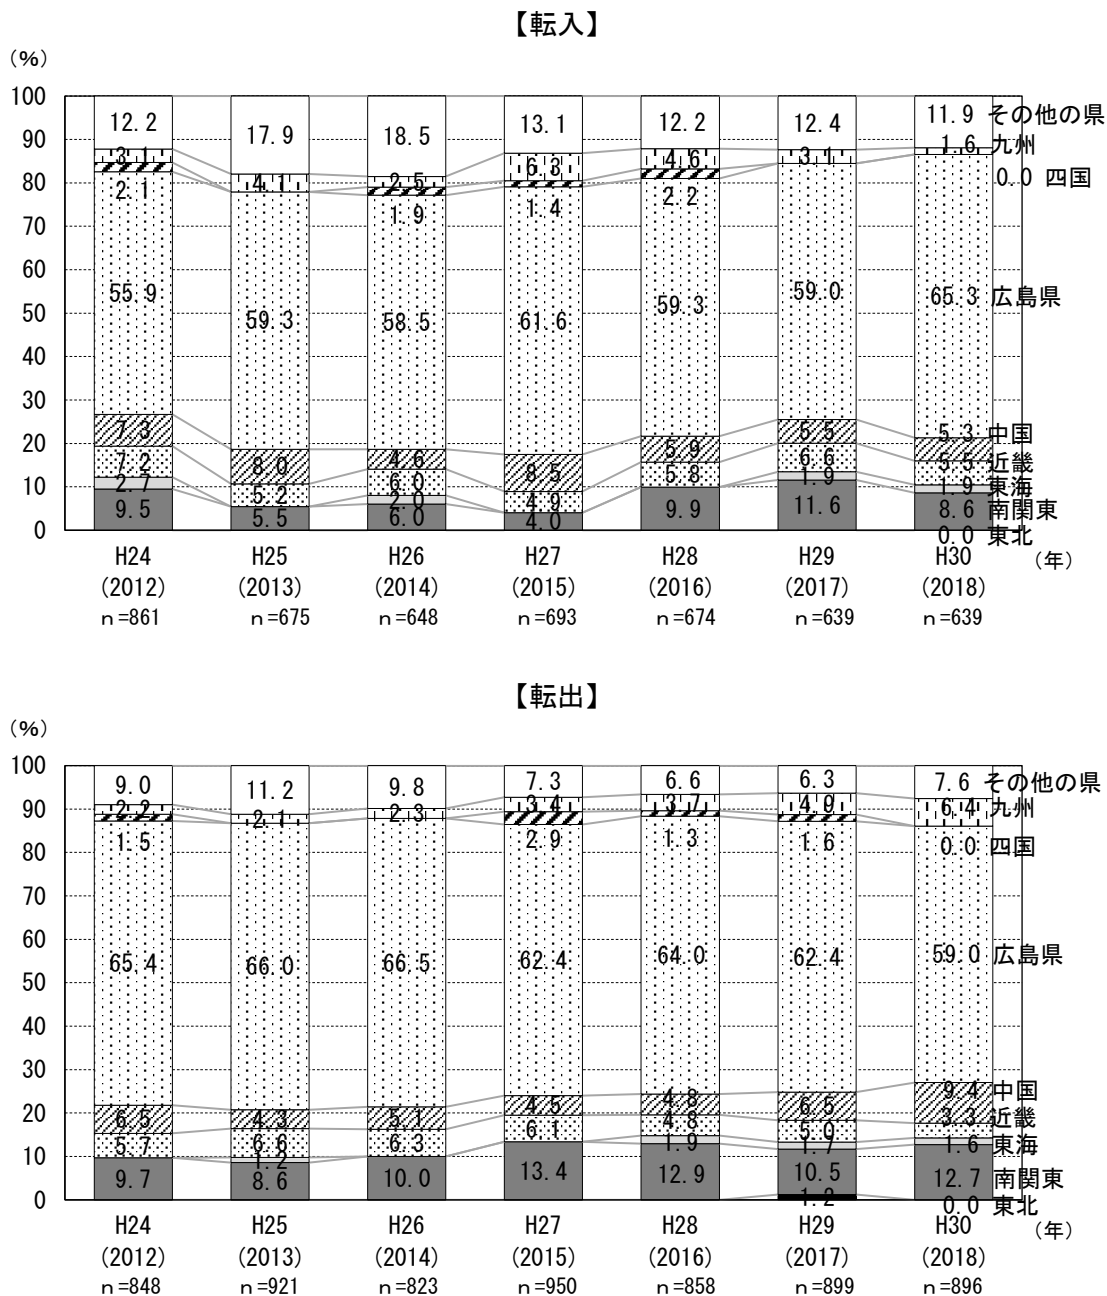 【転入】
(%)
100
90
80
70
60
50
40
30
20
10
0
12.2 17.9 18.5 13.1 12.2 12.4 11.9 その他の県
3.1 4.1 2.5 6.3 4.6 3.1 1.6 九州
2.1 1.9 1.4 2.2 0.0 四国
55.9 59.3 58.5 61.6 59.3 59.0 65.3 広島県
7.3 8.0 4.6 8.5 5.9 5.5 5.3 中国
7.2 5.2 6.0 4.9 5.8 6.6 5.5 近畿
2.7 2.0 1.9 1.9 東海
9.5 5.5 6.0 4.0 9.9 11.6 8.6 南関東
0.0 東北
H24 H25 H26 H27 H28 H29 H30 (年)
(2012) (2013) (2014) (2015) (2016) (2017) (2018)
n=861 n=675 n=648 n=693 n=674 n=639 n=639
【転出】
(%)
100
90
80
70
60
50
40
30
20
10
0
9.0 11.2 9.8 7.3 6.6 6.3 7.6 その他の県
2.2 2.1 2.3 3.4 3.7 4.9 6.4 九州
1.5 2.9 1.3 1.6 0.0 四国
65.4 66.0 66.5 62.4 64.0 62.4 59.0 広島県
6.5 4.3 5.1 4.5 4.8 6.5 9.4 中国
5.7 6.6 6.3 6.1 4.8 5.0 3.3 近畿
1.2 1.9 1.7 1.6 東海
9.7 8.6 10.0 13.4 12.9 10.5 12.7 南関東
1.2 0.0 東北
H24 H25 H26 H27 H28 H29 H30 (年)
(2012) (2013) (2014) (2015) (2016) (2017) (2018)
n=848 n=921 n=823 n=950 n=858 n=899 n=896